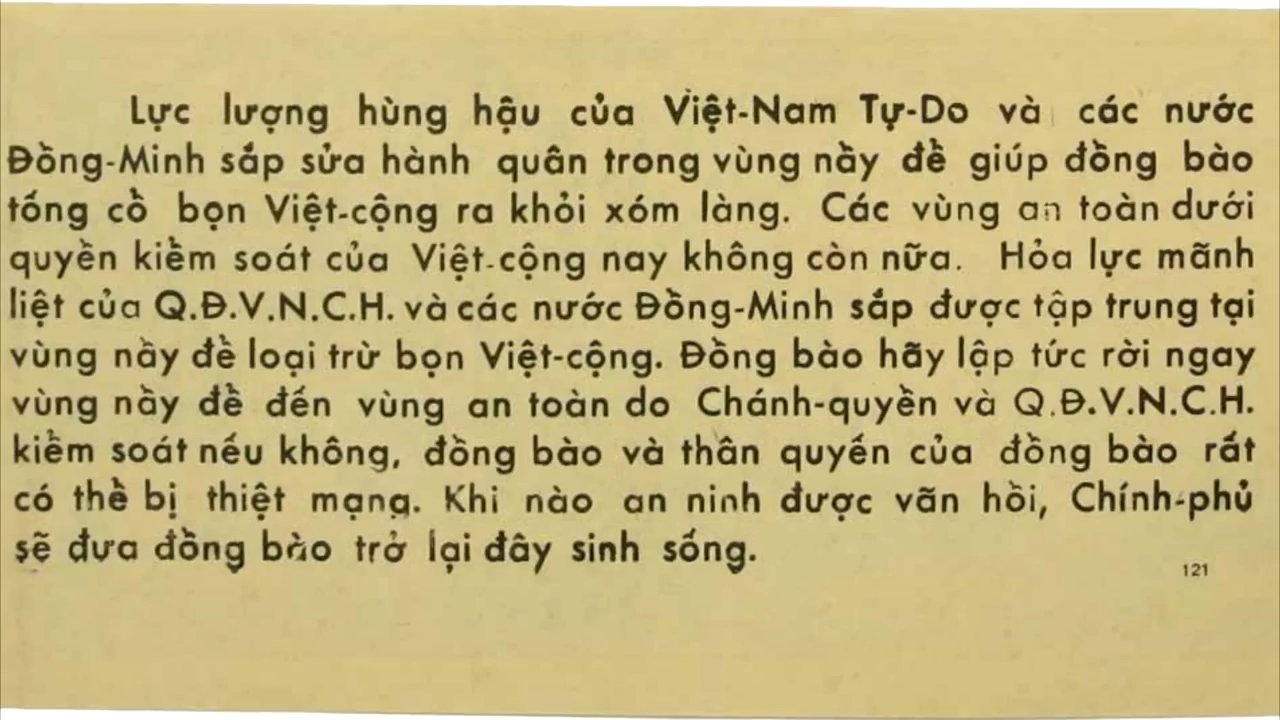 Lực lượng hùng hậu của Việt-Nam Tự-Do và các nước
Đồng-Minh sắp sửa hành quân trong vùng nầy để giúp đồng bào
tống cổ bọn Việt-cộng ra khỏi xóm làng. Các vùng an toàn dưới
quyền kiểm soát của Việt-cộng nay không còn nữa. Hỏa lực mãnh
liệt của Q.Đ.V.N.C.H. và các nước Đồng-Minh sắp được tập trung tại
vùng nầy để loại trừ bọn Việt-cộng. Đồng bào hãy lập tức rời ngay
vùng nầy để đến vùng an toàn do Chánh-quyền và Q.Đ.V.N.C.H.
kiểm soát nếu không, đồng bào và thân quyến của đồng bào rất
có thể bị thiệt mạng. Khi nào an ninh được vãn hồi, Chính-phủ
sẽ đưa đồng bào trở lại đây sinh sống.
121